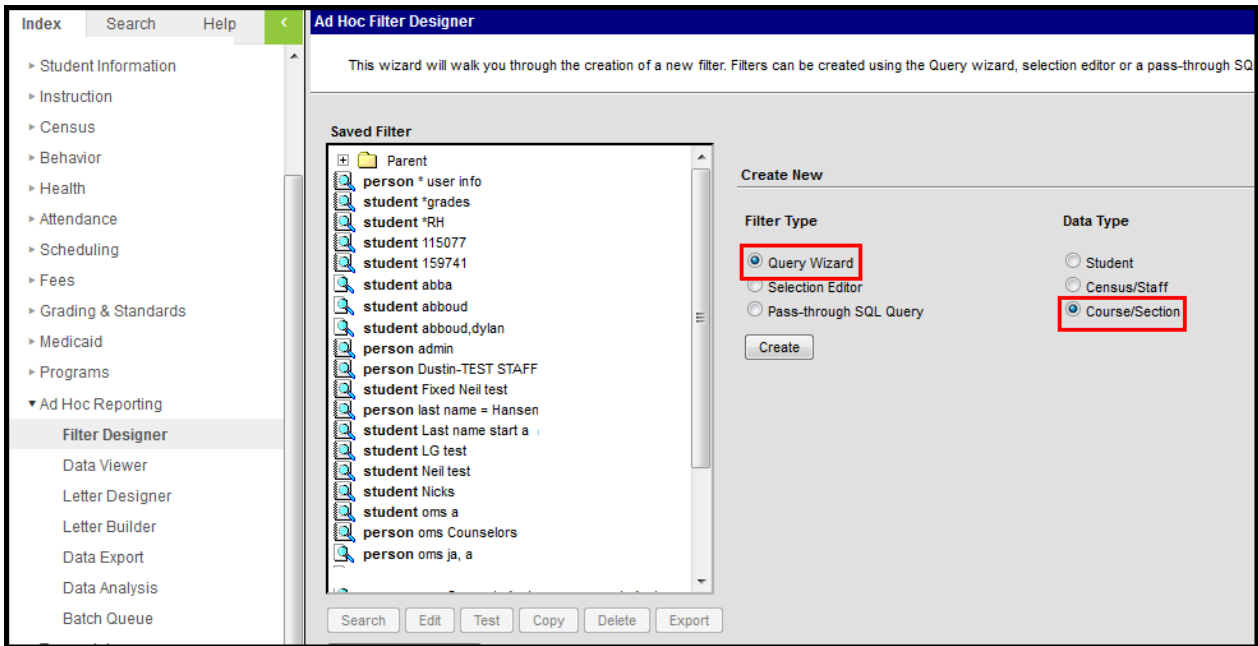 Index Search Help <
Student Information
Instruction
Census
Behavior
Health
Attendance
Scheduling
Fees
Grading & Standards
Medicaid
Programs
Ad Hoc Reporting
Filter Designer
Data Viewer
Letter Designer
Letter Builder
Data Export
Data Analysis
Batch Queue
Ad Hoc Filter Designer
This wizard will walk you through the creation of a new filter. Filters can be created using the Query wizard, selection editor or a pass-through SQ
Saved Filter
Parent
person * user info
student *grades
student *RH
student 115077
student 159741
student abba
student abboud
student abboud,dylan
person admin
person Dustin-TEST STAFF
student Fixed Neil test
person last name = Hansen
student Last name start a
student LG test
student Neil test
student Nicks
student oms a
person oms Counselors
person oms ja, a
Search Edit Test Copy Delete Export
Create New
Filter Type
Query Wizard
Selection Editor
Pass-through SQL Query
Create
Data Type
Student
Census/Staff
Course/Section